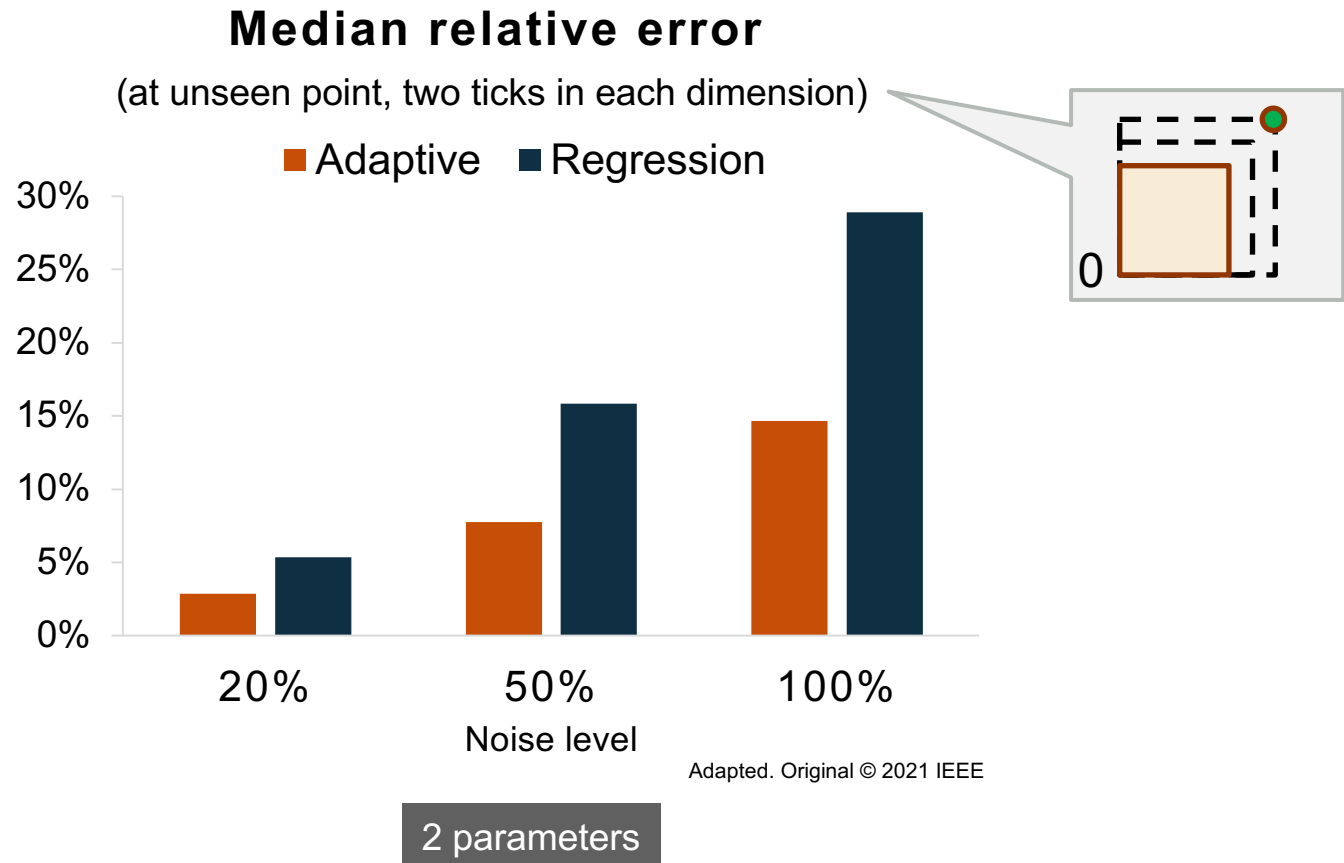 Median relative error
(at unseen point, two ticks in each dimension)
Adaptive Regression
30%
25%
20%
15%
10%
5%
0%
0
20% 50% 100%
Noise level
Adapted. Original © 2021 IEEE
2 parameters